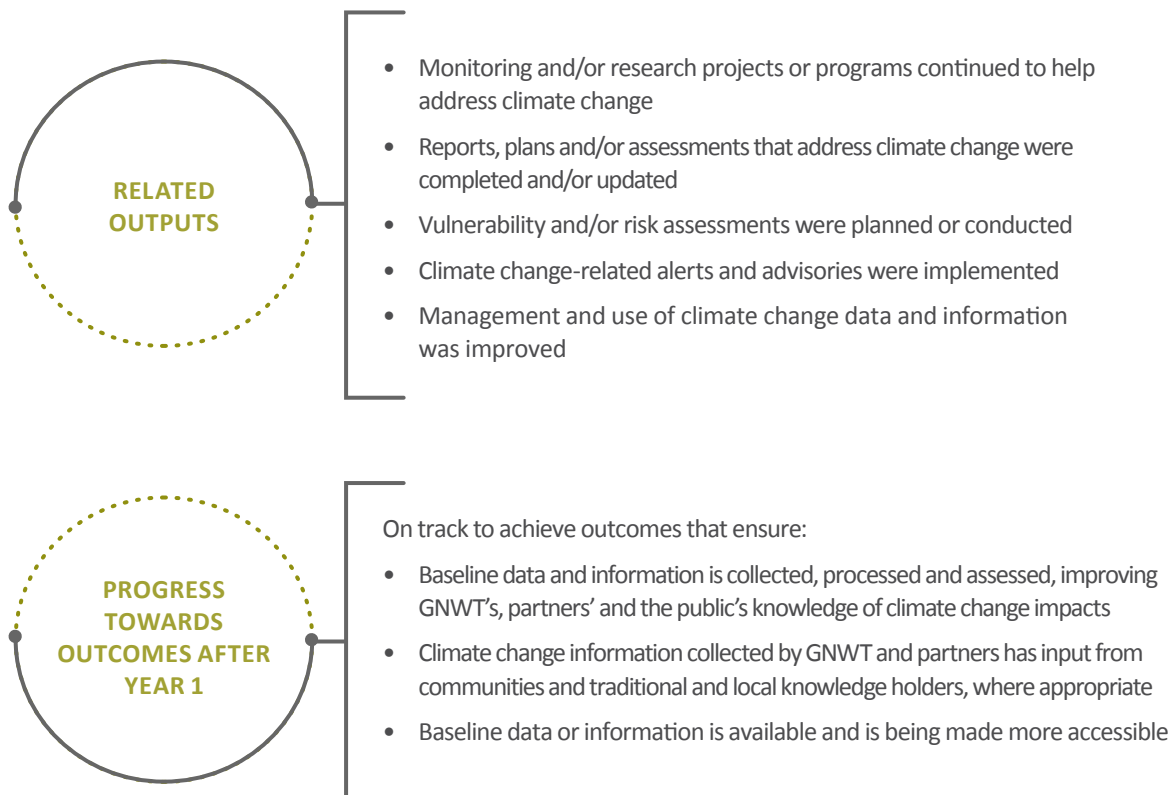 RELATED
OUTPUTS
• Monitoring and/or research projects or programs continued to help
address climate change
• Reports, plans and/or assessments that address climate change were
completed and/or updated
• Vulnerability and/or risk assessments were planned or conducted
• Climate change-related alerts and advisories were implemented
• Management and use of climate change data and information
was improved
PROGRESS
TOWARDS
OUTCOMES AFTER
YEAR 1
On track to achieve outcomes that ensure:
• Baseline data and information is collected, processed and assessed, improving
GNWT's, partners' and the public's knowledge of climate change impacts
• Climate change information collected by GNWT and partners has input from
communities and traditional and local knowledge holders, where appropriate
• Baseline data or information is available and is being made more accessible